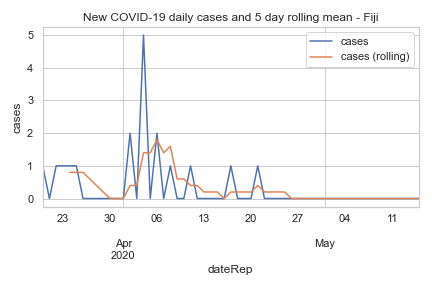 New COVID-19 daily cases and 5 day rolling mean - Fiji
cases
cases (rolling)
cases
5
4
3
2
1
0
23 30 06 13 20 27 04 11
Apr May
2020
dateRep